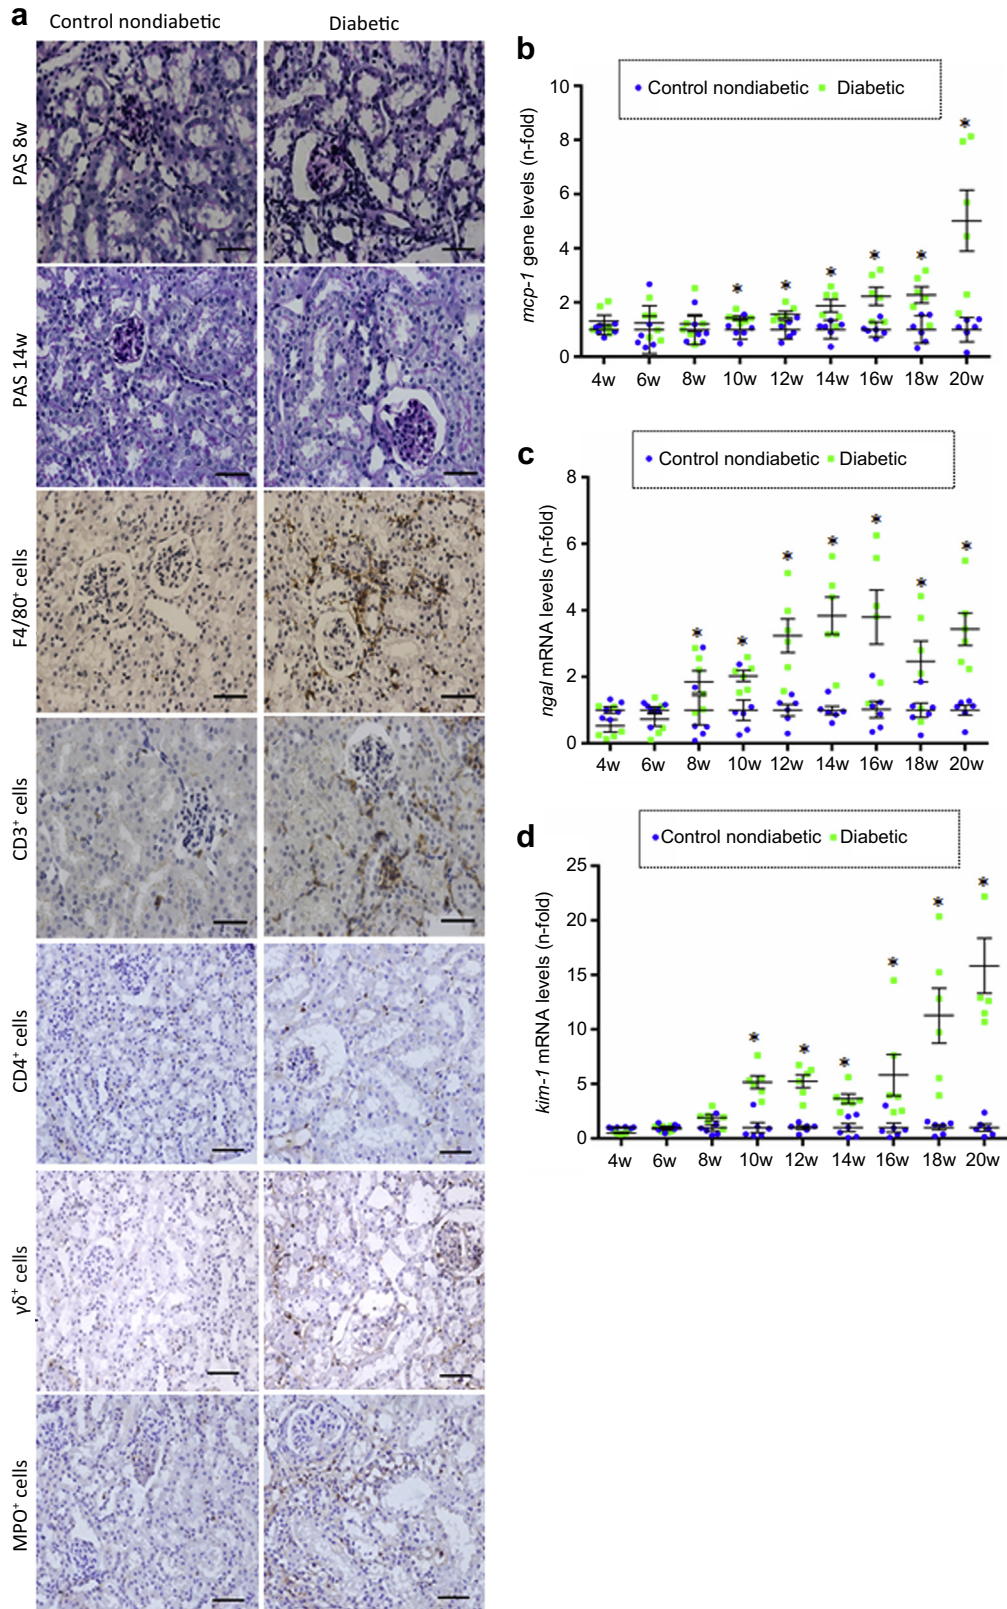 a
Control nondiabetic
Diabetic
PAS 8w
PAS 14w
F4/80⁺ cells
CD3⁺ cells
CD4⁺ cells
γδ⁺ cells
MPO⁺ cells
b
Control nondiabetic Diabetic
mcp-1 gene levels (n-fold)
10
8
6
4
2
0
* * * * * *
4w 6w 8w 10w 12w 14w 16w 18w 20w
c
Control nondiabetic Diabetic
ngal mRNA levels (n-fold)
8
6
4
2
0
* * * * * * *
4w 6w 8w 10w 12w 14w 16w 18w 20w
d
Control nondiabetic Diabetic
kim-1 mRNA levels (n-fold)
25
20
15
10
5
0
* * * * * *
4w 6w 8w 10w 12w 14w 16w 18w 20w